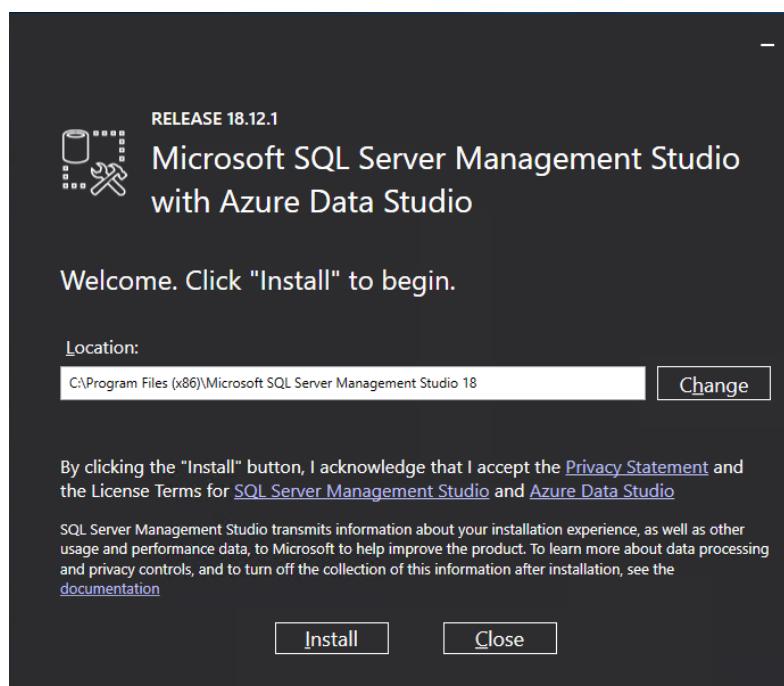 RELEASE 18.12.1
Microsoft SQL Server Management Studio
with Azure Data Studio
Welcome. Click "Install" to begin.
Location:
C:\Program Files (x86)\Microsoft SQL Server Management Studio 18
Change
By clicking the "Install" button, I acknowledge that I accept the Privacy Statement and
the License Terms for SQL Server Management Studio and Azure Data Studio
SQL Server Management Studio transmits information about your installation experience, as well as other
usage and performance data, to Microsoft to help improve the product. To learn more about data processing
and privacy controls, and to turn off the collection of this information after installation, see the
documentation
Install
Close